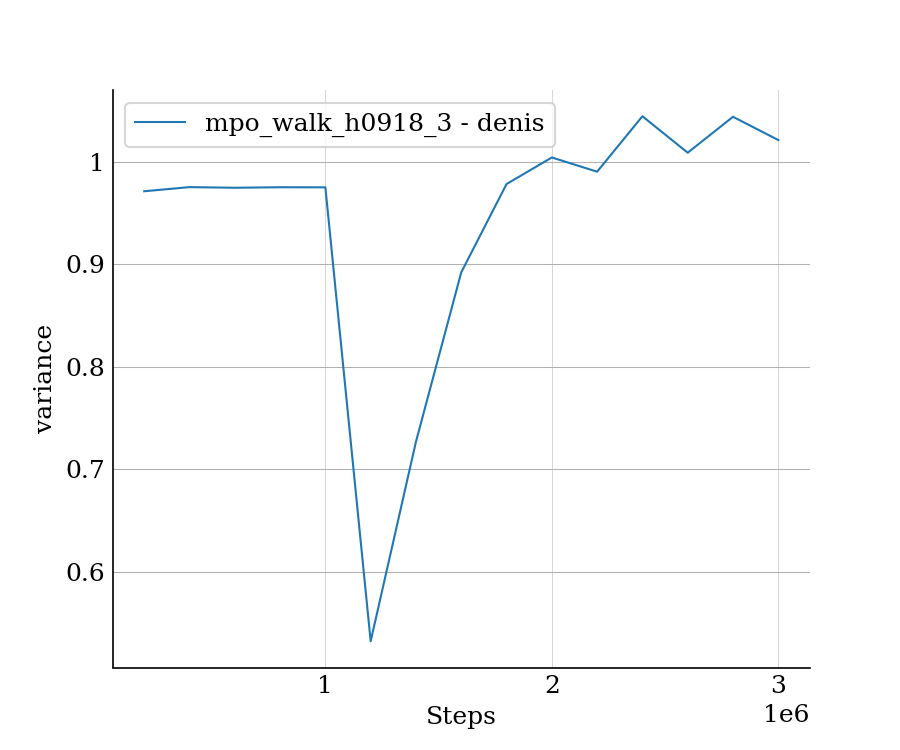 mpo_walk_h0918_3 - denis
1
0.9
0.8
0.7
0.6
variance
1 2 3
Steps
1e6